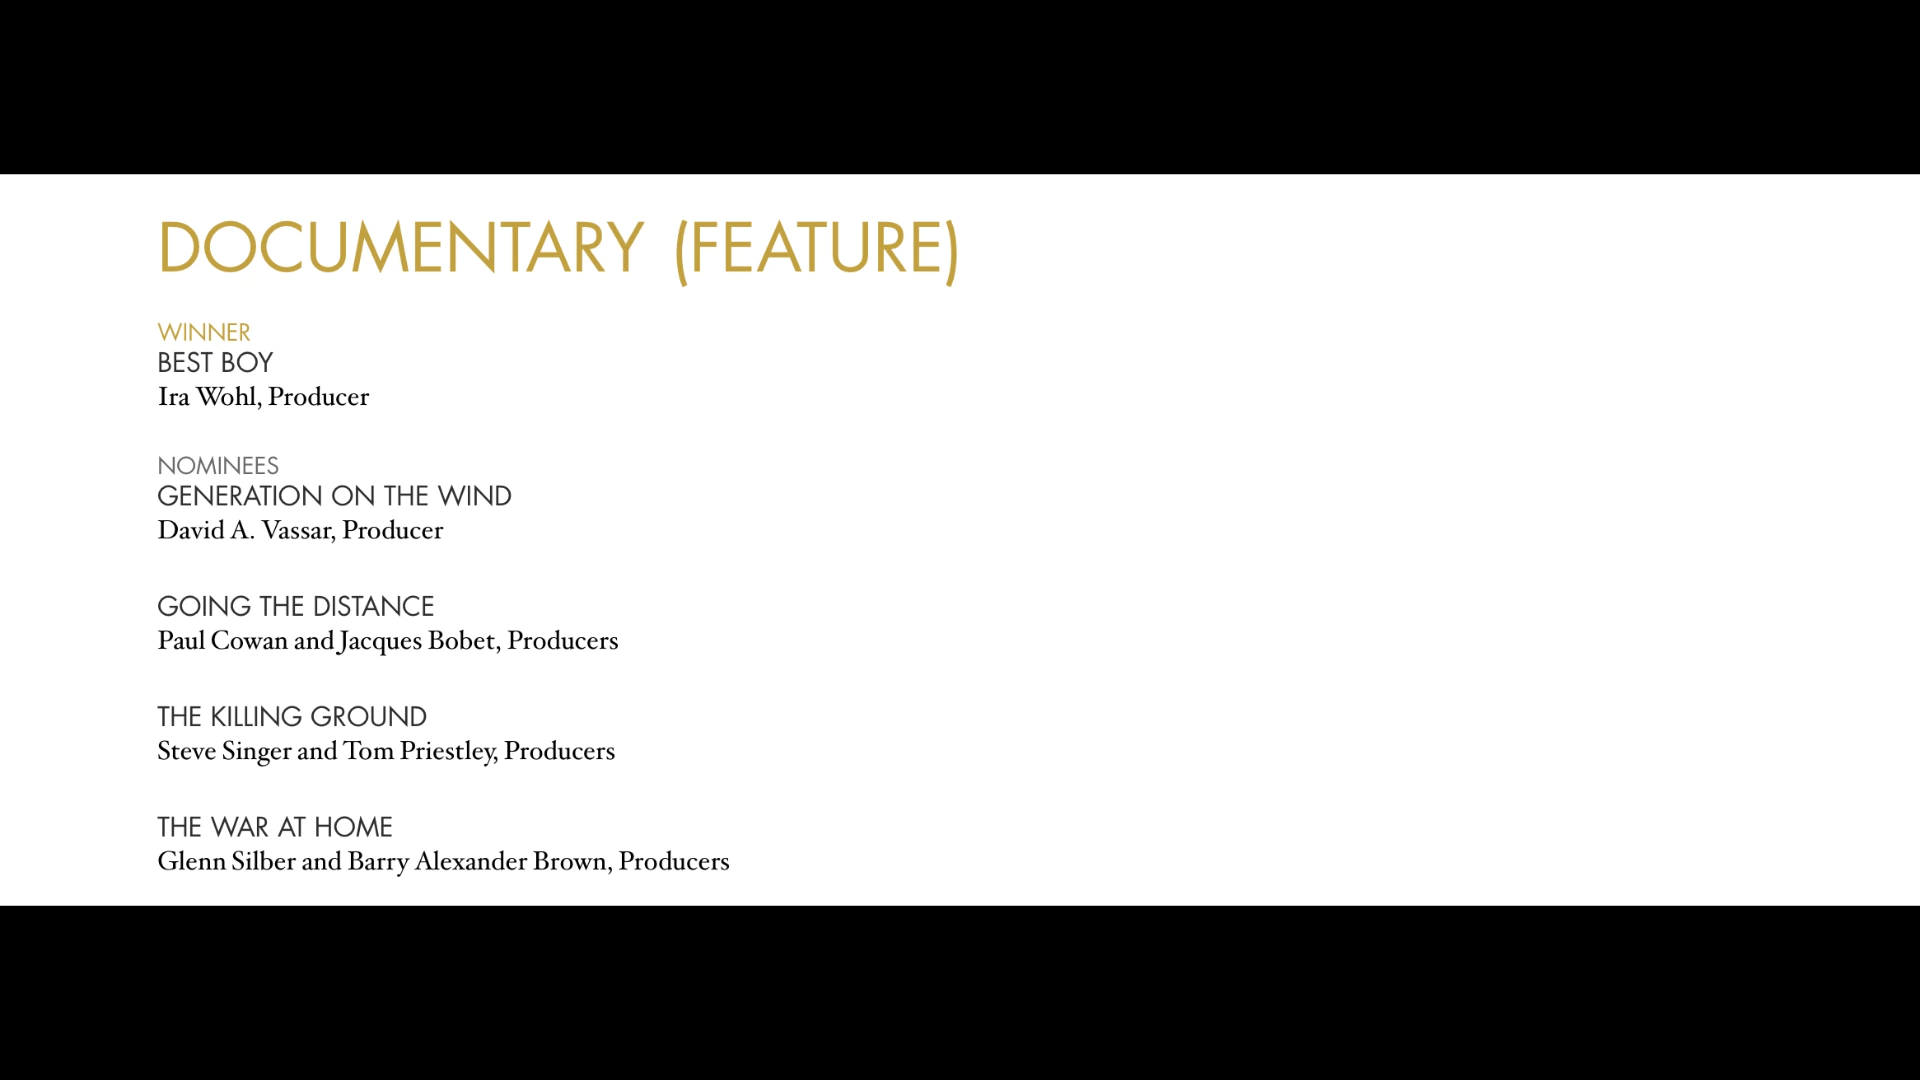 DOCUMENTARY (FEATURE)
WINNER
BEST BOY
Ira Wohl, Producer
NOMINEES
GENERATION ON THE WIND
David A. Vassar, Producer
GOING THE DISTANCE
Paul Cowan and Jacques Bobet, Producers
THE KILLING GROUND
Steve Singer and Tom Priestley, Producers
THE WAR AT HOME
Glenn Silber and Barry Alexander Brown, Producers